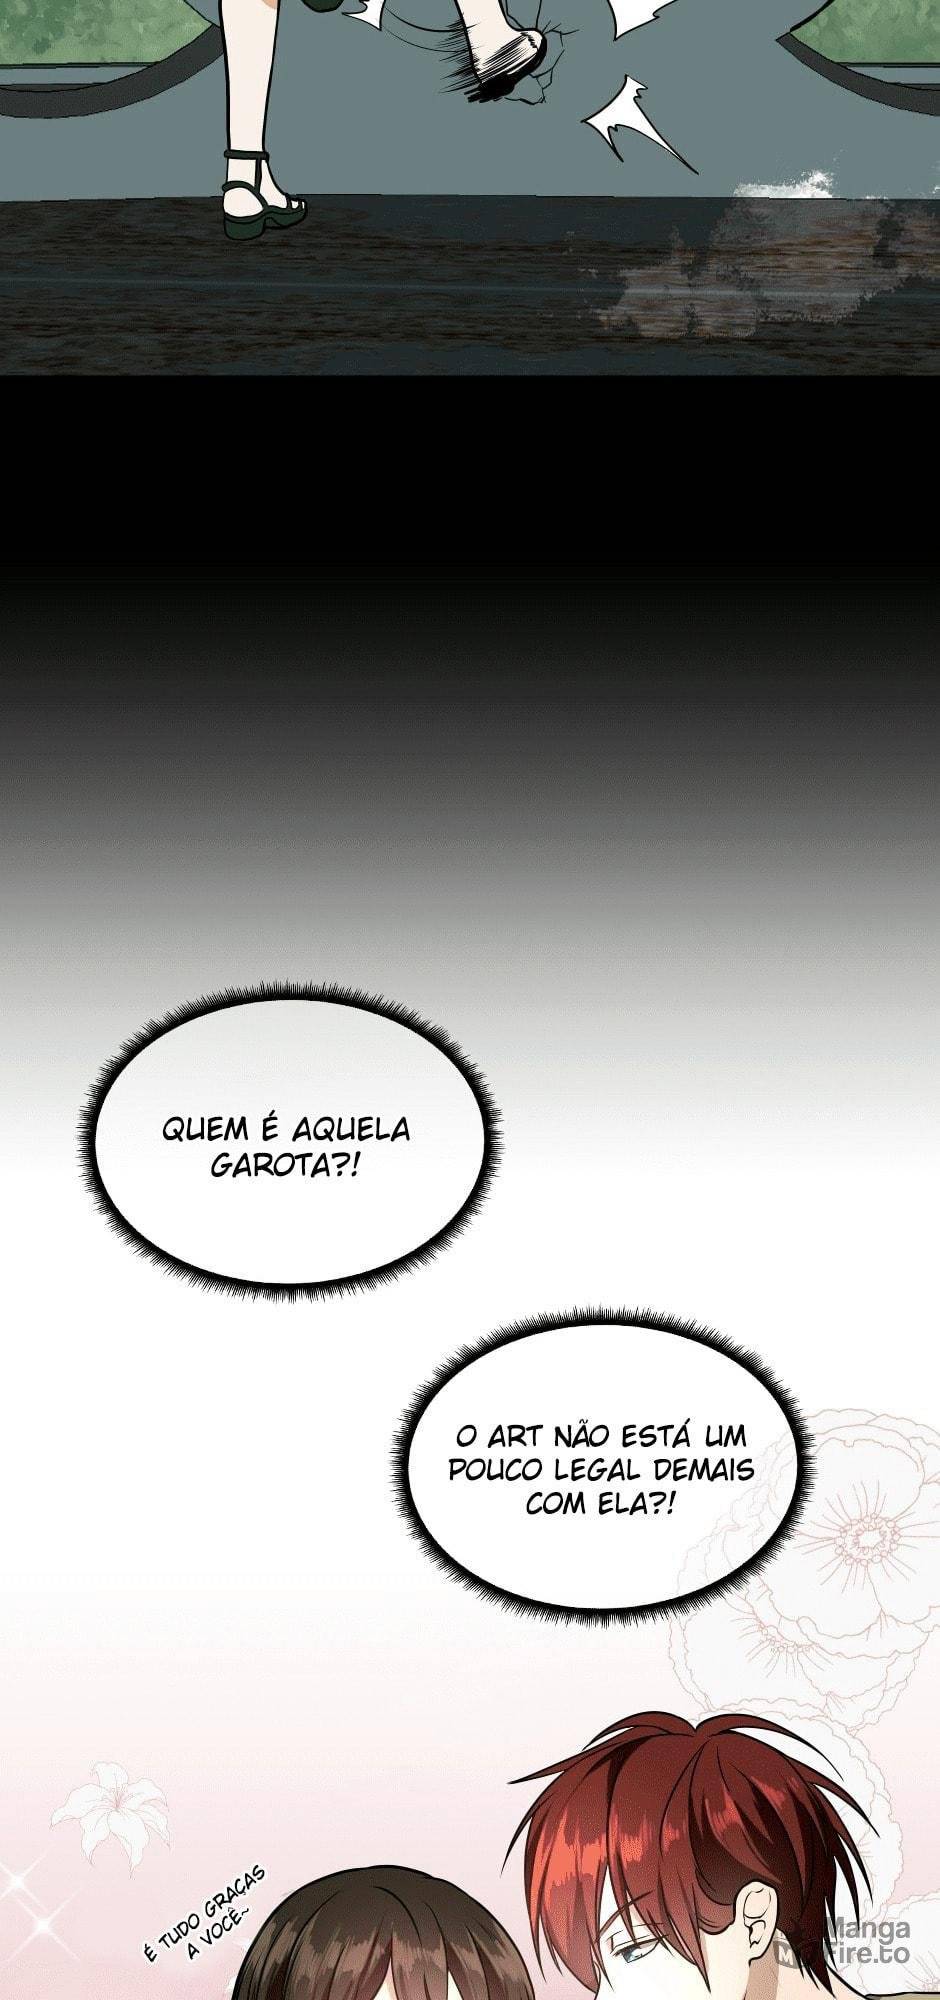 QUEM É AQUELA
GAROTA?!
O ART NÃO ESTÁ UM
POUCO LEGAL DEMAIS
COM ELA?!
É TUDO GRAÇAS
A VOCÊ~
Manga
Fire.to